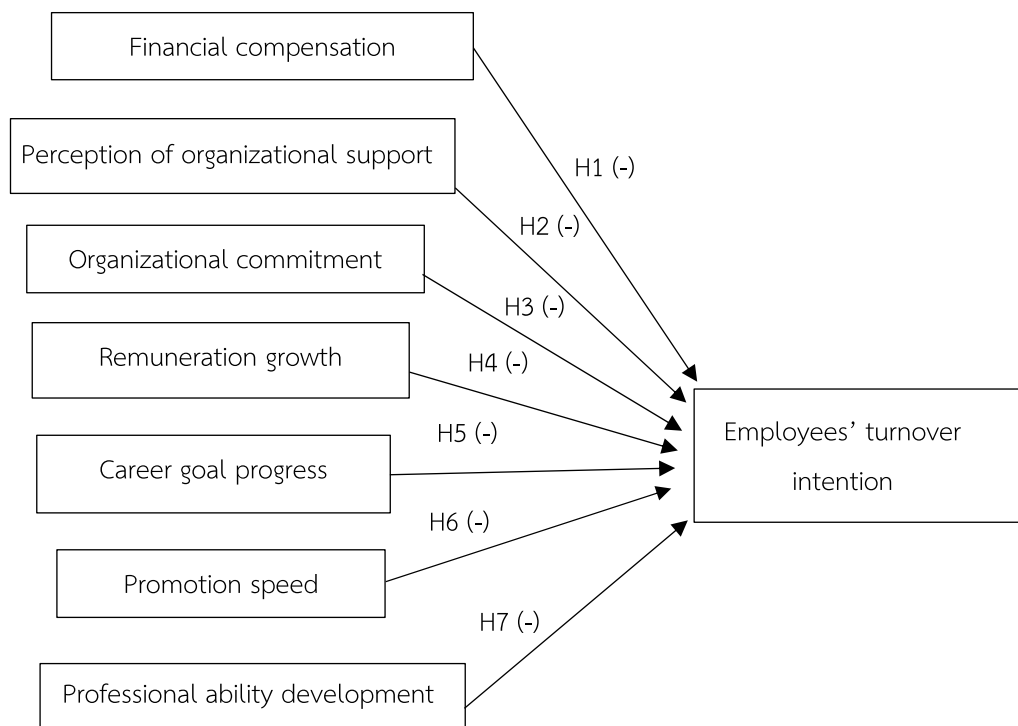 Financial compensation
Perception of organizational support
H1 (-)
H2 (-)
Organizational commitment
H3 (-)
Remuneration growth
H4 (-)
Employees’ turnover
intention
H5 (-)
Career goal progress
H6 (-)
Promotion speed
H7 (-)
Professional ability development